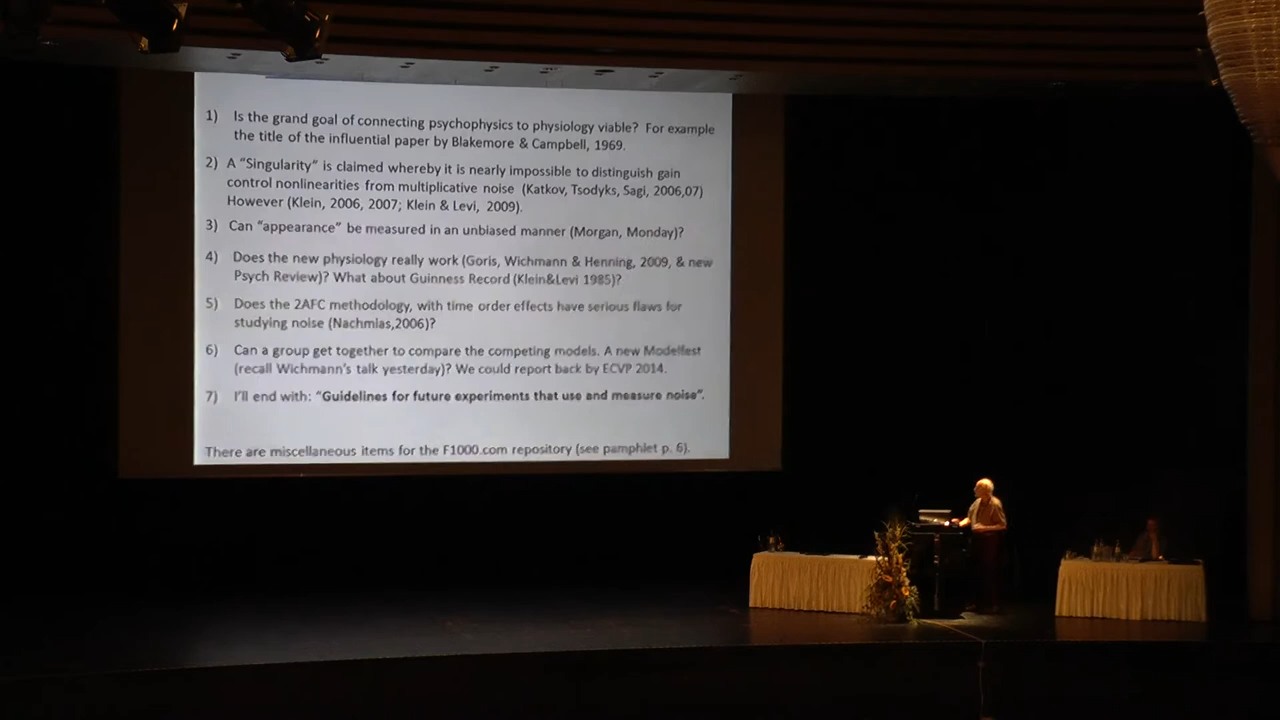 1) Is the grand goal of connecting psychophysics to physiology viable? For example
the title of the influential paper by Blakemore & Campbell, 1969.
2) A “Singularity” is claimed whereby it is nearly impossible to distinguish gain
control nonlinearities from multiplicative noise (Katkov, Tsodyks, Sagi, 2006,07)
However (Klein, 2006, 2007; Klein & Levi, 2009).
3) Can “appearance” be measured in an unbiased manner (Morgan, Monday)?
4) Does the new physiology really work (Goris, Wichmann & Henning, 2009, & new
Psych Review)? What about Guinness Record (Klein&Levi 1985)?
5) Does the 2AFC methodology, with time order effects have serious flaws for
studying noise (Nachmias,2006)?
6) Can a group get together to compare the competing models. A new Modelfest
(recall Wichmann's talk yesterday)? We could report back by ECVP 2014.
7) I'll end with: “Guidelines for future experiments that use and measure noise”.
There are miscellaneous items for the F1000.com repository (see pamphlet p. 6).